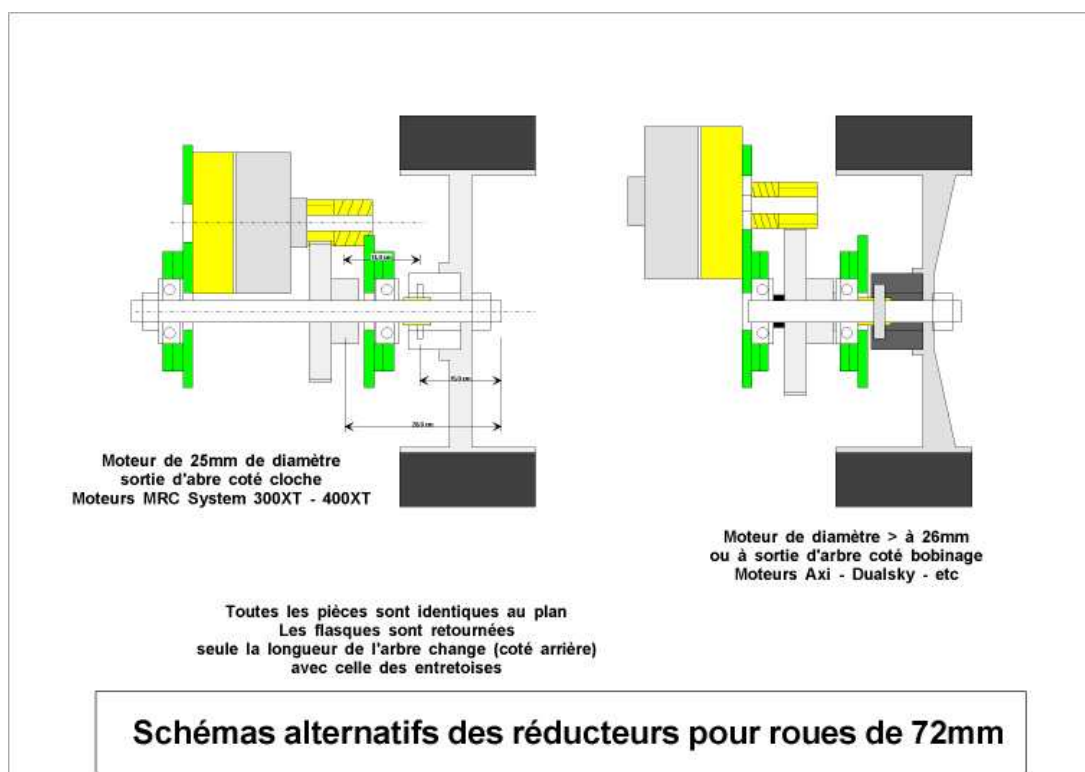 Moteur de 25mm de diamètre
sortie d'abre coté cloche
Moteurs MRC System 300XT - 400XT
Moteur de diamètre > à 26mm
ou à sortie d'arbre coté bobinage
Moteurs Axi - Dualsky - etc
Toutes les pièces sont identiques au plan
Les flasques sont retournées
seule la longueur de l'arbre change (coté arrière)
avec celle des entretoises
Schémas alternatifs des réducteurs pour roues de 72mm